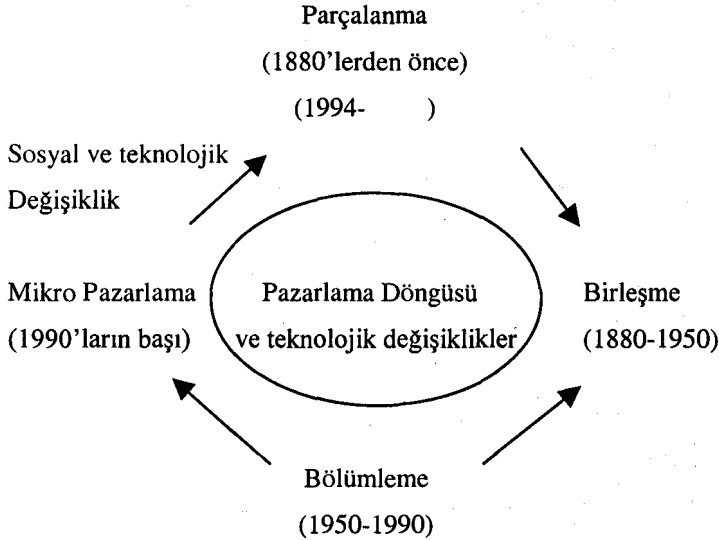 Parçalanma
(1880'lerden önce)
(1994- )
Sosyal ve teknolojik
Değişiklik
Mikro Pazarlama
(1990'ların başı)
Pazarlama Döngüsü
ve teknolojik değişiklikler
Birleşme
(1880-1950)
Bölümleme
(1950-1990)